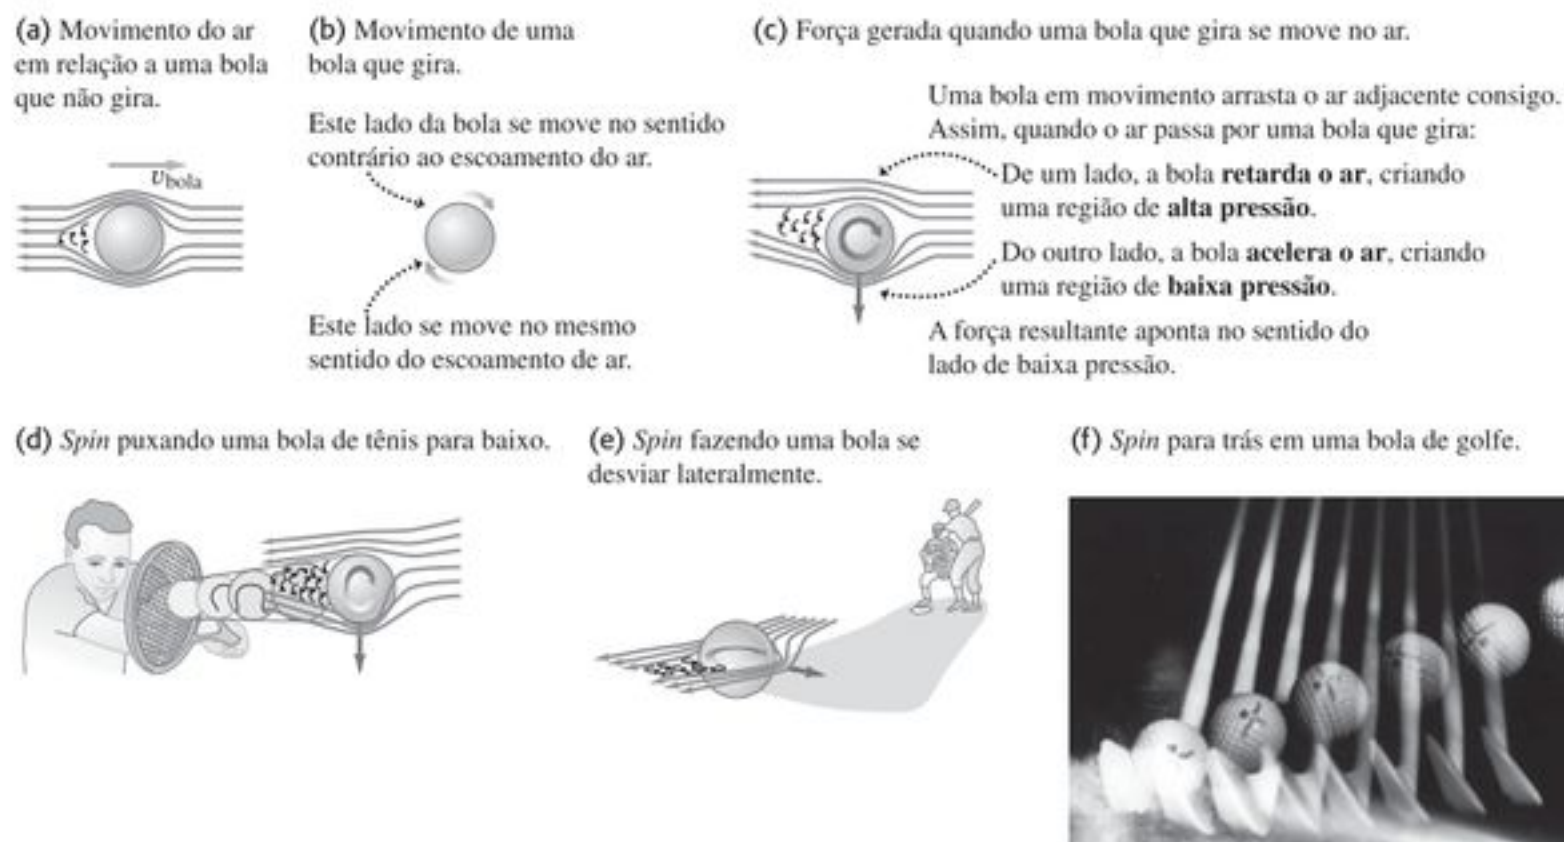 (a) Movimento do ar
em relação a uma bola
que não gira.
v bola
(b) Movimento de uma
bola que gira.
Este lado da bola se move no sentido
contrário ao escoamento do ar.
Este lado se move no mesmo
sentido do escoamento de ar.
(c) Força gerada quando uma bola que gira se move no ar.
Uma bola em movimento arrasta o ar adjacente consigo.
Assim, quando o ar passa por uma bola que gira:
De um lado, a bola retarda o ar, criando
uma região de alta pressão.
Do outro lado, a bola acelera o ar, criando
uma região de baixa pressão.
A força resultante aponta no sentido do
lado de baixa pressão.
(d) Spin puxando uma bola de tênis para baixo.
(e) Spin fazendo uma bola se
desviar lateralmente.
(f) Spin para trás em uma bola de golfe.